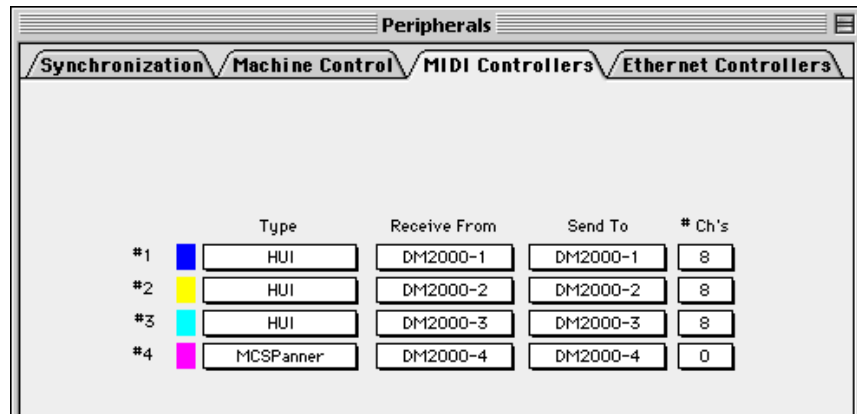 Peripherals
Synchronization Machine Control MIDI Controllers Ethernet Controllers
Type Receive From Send To # Ch's
#1 HUI DM2000-1 DM2000-1 8
#2 HUI DM2000-2 DM2000-2 8
#3 HUI DM2000-3 DM2000-3 8
#4 MCSPanner DM2000-4 DM2000-4 0